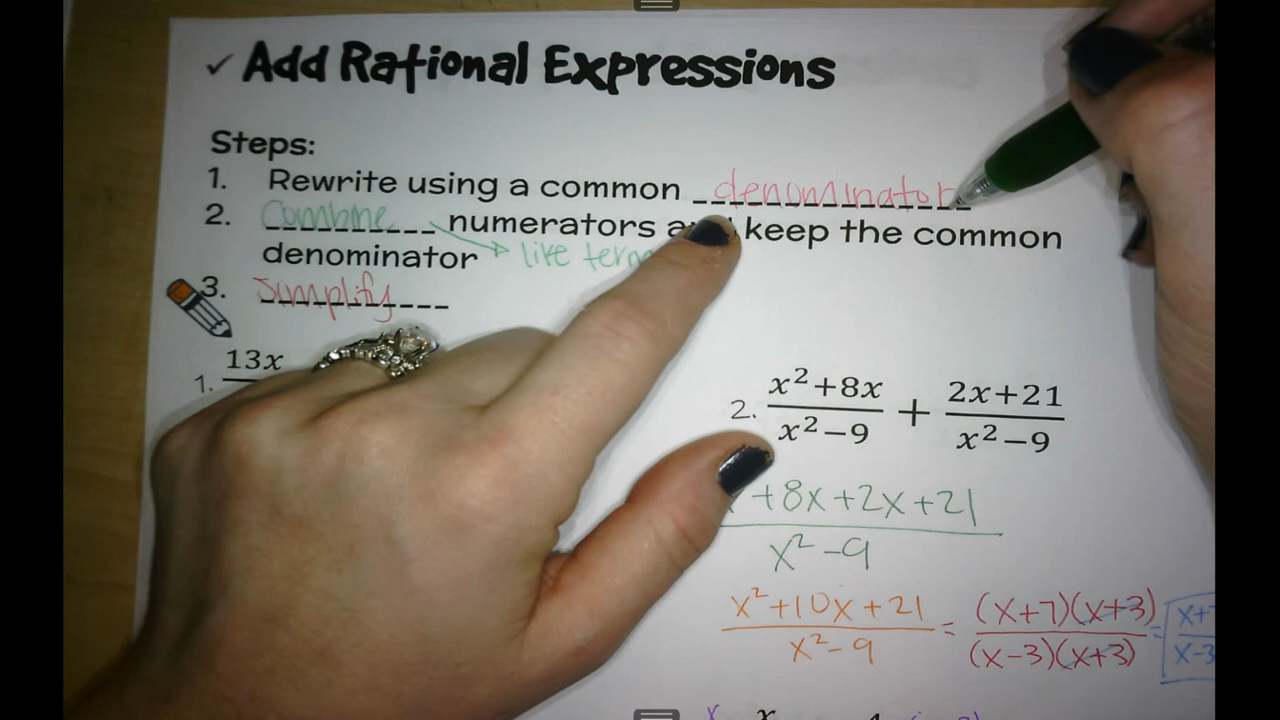 ✓ Add Rational Expressions
Steps:
1. Rewrite using a common denominator
2. Combine numerators keep the common
denominator → like
3. Simplify
1. 13x
2. x²+8x / x²−9 + 2x+21 / x²−9
+8x+2x+21 / x²−9
x²+10x+21 / x²−9 = (x+7)(x+3) / (x−3)(x+3) =